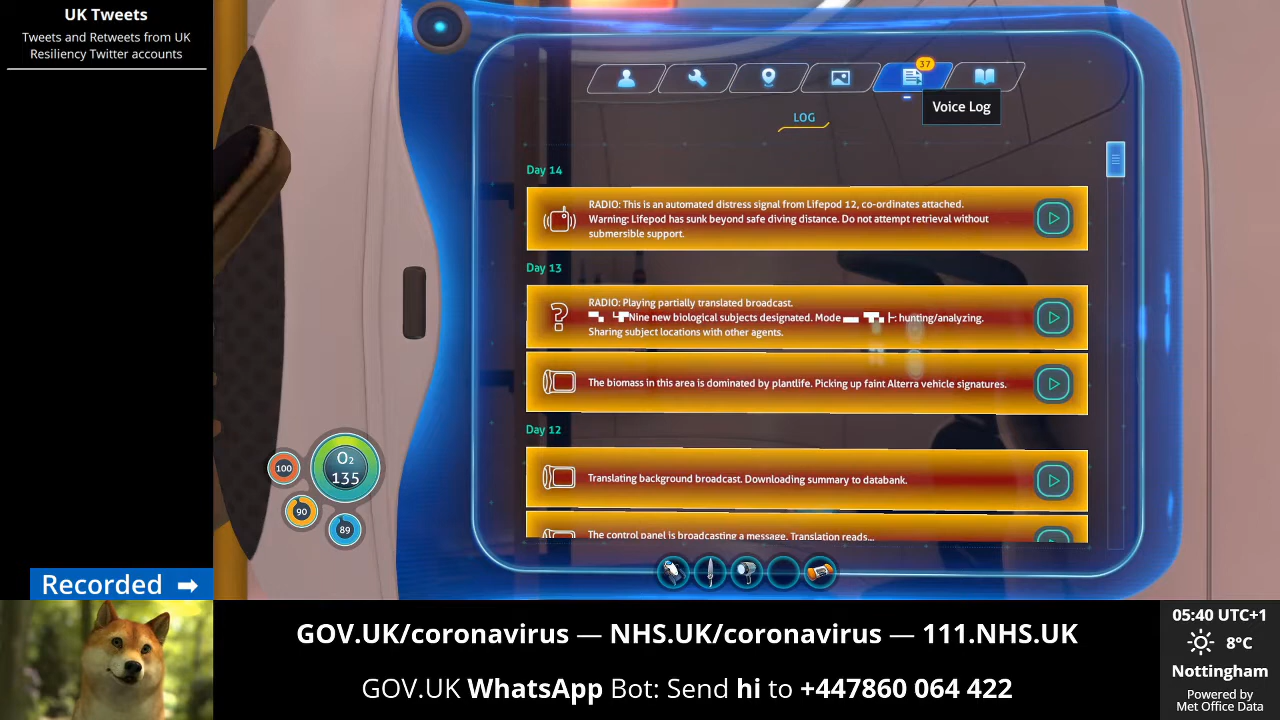 UK Tweets
Tweets and Retweets from UK
Resiliency Twitter accounts
37
Voice Log
LOG
Day 14
RADIO: This is an automated distress signal from Lifepod 12, co-ordinates attached.
Warning: Lifepod has sunk beyond safe diving distance. Do not attempt retrieval without
submersible support.
Day 13
RADIO: Playing partially translated broadcast.
Nine new biological subjects designated. Mode : hunting/analyzing.
Sharing subject locations with other agents.
The biomass in this area is dominated by plantlife. Picking up faint Alterra vehicle signatures.
Day 12
Translating background broadcast. Downloading summary to databank.
The control panel is broadcasting a message. Translation reads...
O₂
135
100
90
89
Recorded ➡
GOV.UK/coronavirus — NHS.UK/coronavirus — 111.NHS.UK
GOV.UK WhatsApp Bot: Send hi to +447860 064 422
05:40 UTC+1
8°C
Nottingham
Powered by
Met Office Data